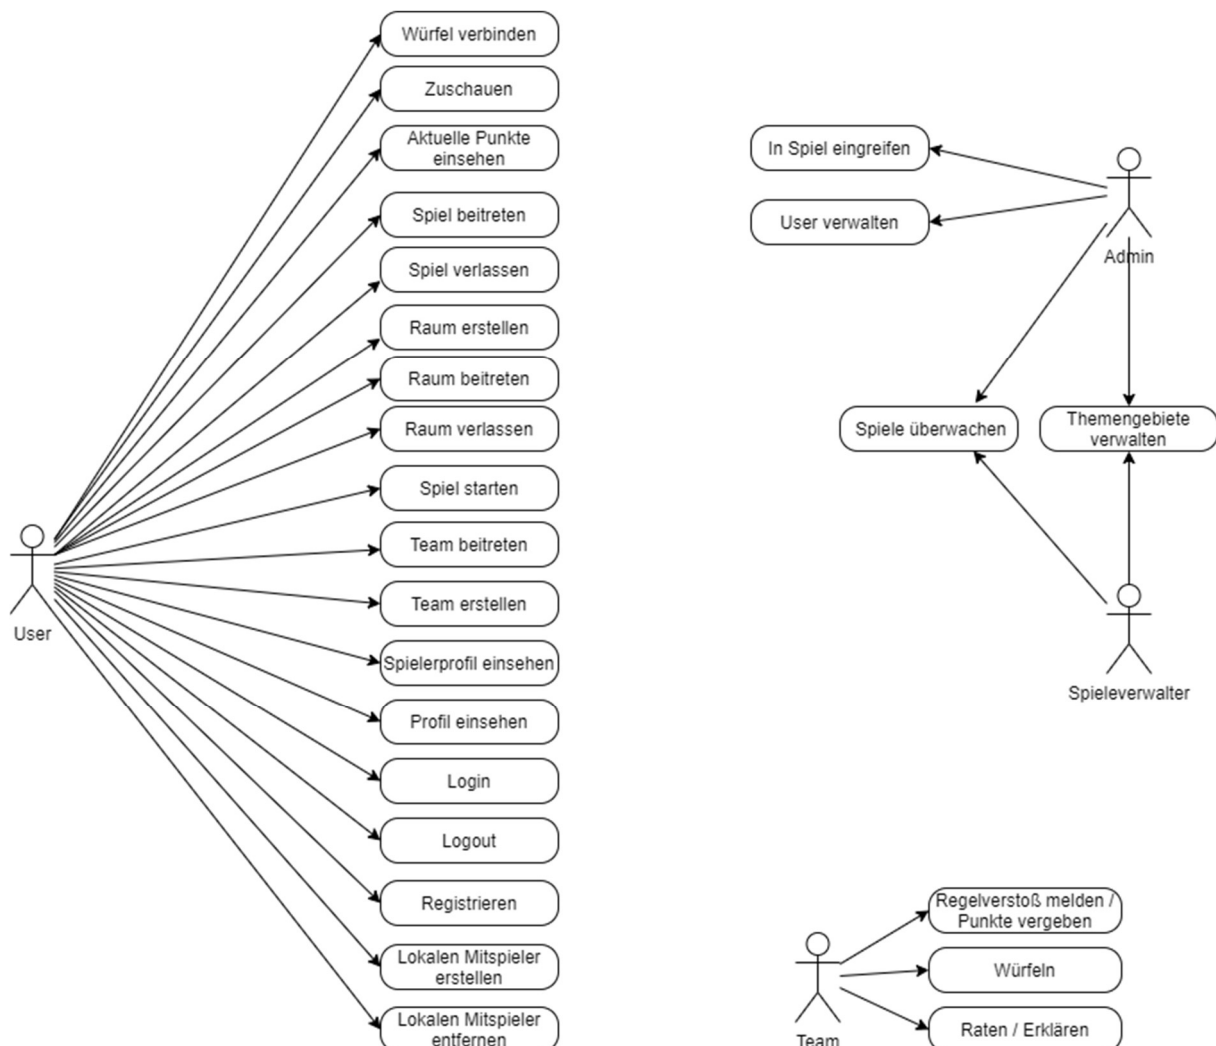 Würfel verbinden
Zuschauen
Aktuelle Punkte
einsehen
Spiel beitreten
Spiel verlassen
Raum erstellen
Raum beitreten
Raum verlassen
Spiel starten
Team beitreten
Team erstellen
Spielerprofil einsehen
Profil einsehen
Login
Logout
Registrieren
Lokalen Mitspieler
erstellen
Lokalen Mitspieler
entfernen
User
In Spiel eingreifen
User verwalten
Admin
Spiele überwachen
Themengebiete
verwalten
Spieleverwalter
Regelverstoß melden /
Punkte vergeben
Würfeln
Raten / Erklären
Team